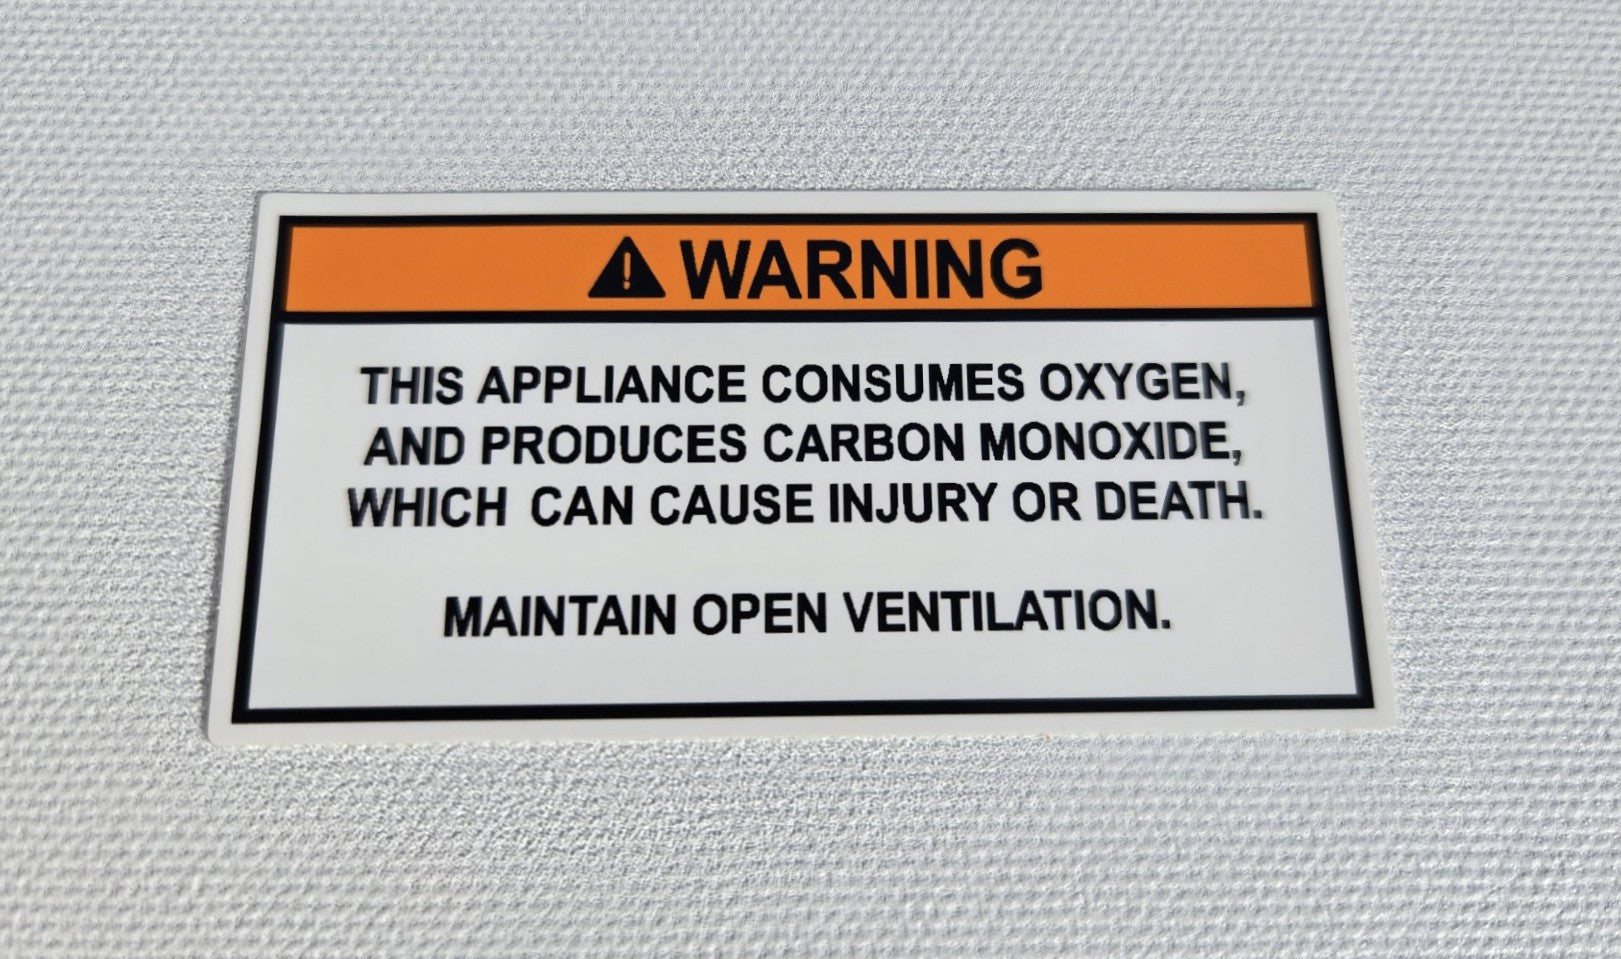 WARNING
THIS APPLIANCE CONSUMES OXYGEN,
AND PRODUCES CARBON MONOXIDE,
WHICH CAN CAUSE INJURY OR DEATH.
MAINTAIN OPEN VENTILATION.